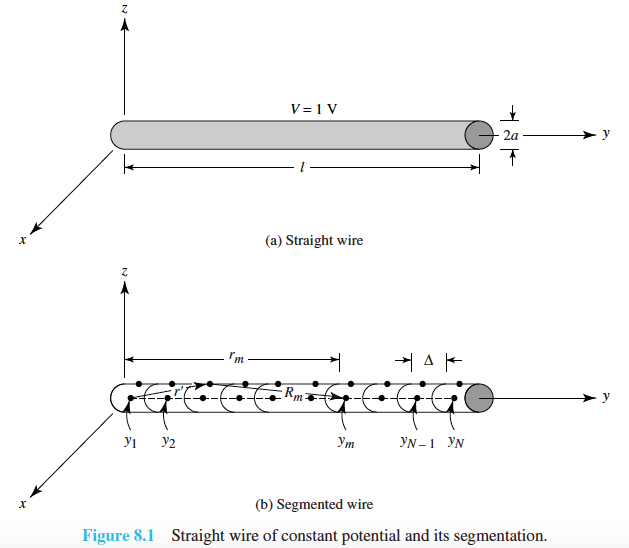 z
V = 1 V
2a
y
l
x
(a) Straight wire
z
r_m
Δ
r'
R_m
y
y_1 y_2 y_m y_{N-1} y_N
x
(b) Segmented wire
Figure 8.1 Straight wire of constant potential and its segmentation.